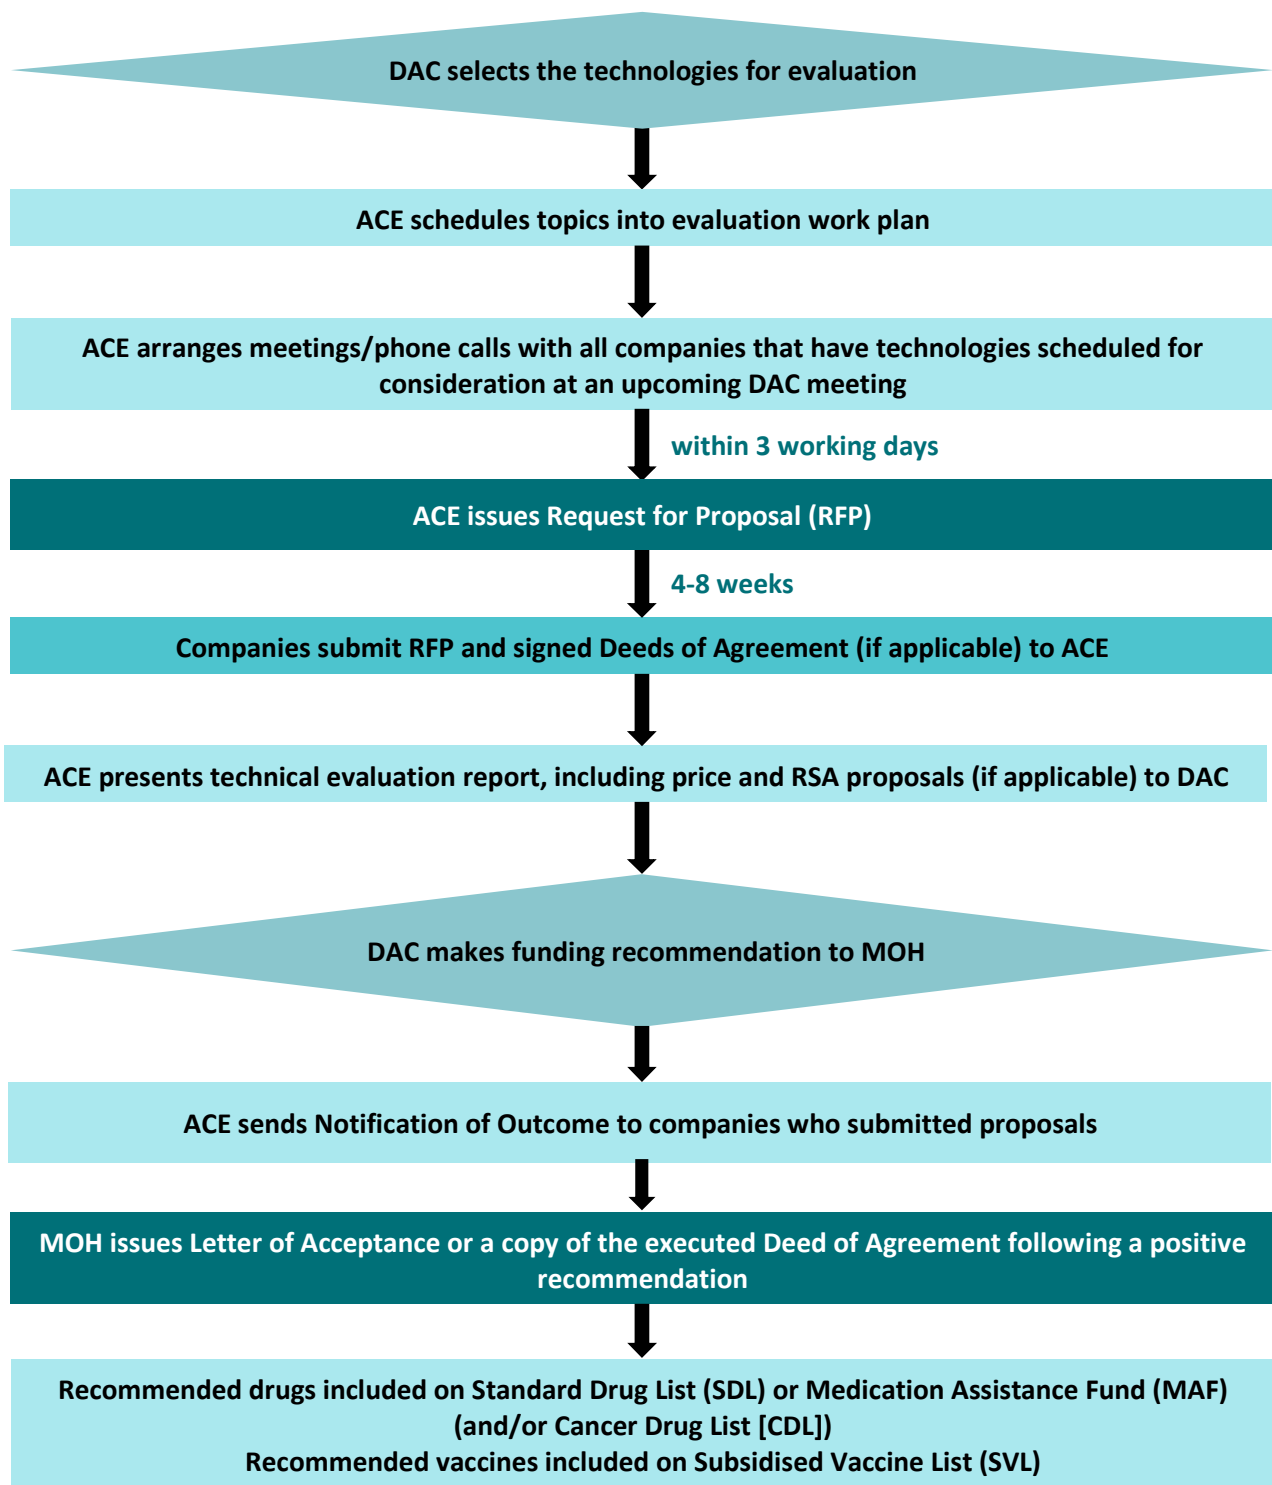 DAC selects the technologies for evaluation
ACE schedules topics into evaluation work plan
ACE arranges meetings/phone calls with all companies that have technologies scheduled for
consideration at an upcoming DAC meeting
within 3 working days
ACE issues Request for Proposal (RFP)
4-8 weeks
Companies submit RFP and signed Deeds of Agreement (if applicable) to ACE
ACE presents technical evaluation report, including price and RSA proposals (if applicable) to DAC
DAC makes funding recommendation to MOH
ACE sends Notification of Outcome to companies who submitted proposals
MOH issues Letter of Acceptance or a copy of the executed Deed of Agreement following a positive
recommendation
Recommended drugs included on Standard Drug List (SDL) or Medication Assistance Fund (MAF)
(and/or Cancer Drug List [CDL])
Recommended vaccines included on Subsidised Vaccine List (SVL)